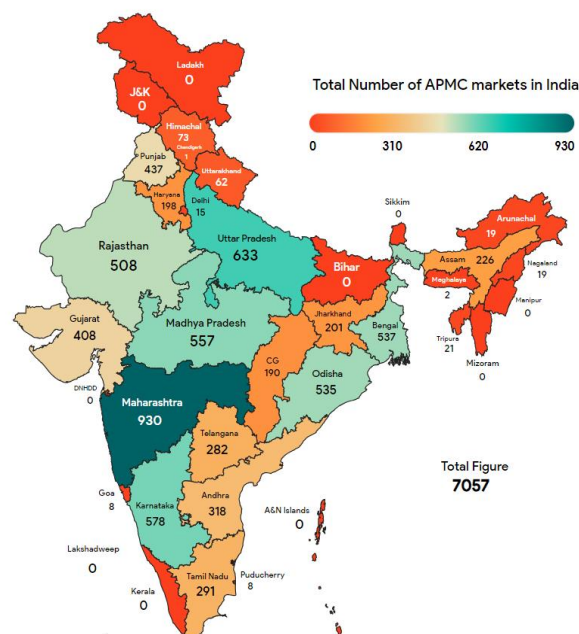 Total Number of APMC markets in India
0 310 620 930
Ladakh
0
J&K
0
Himachal
73
Chandigarh
1
Punjab
437
Uttarakhand
62
Haryana
198
Delhi
15
Rajasthan
508
Uttar Pradesh
633
Bihar
0
Sikkim
0
Arunachal
19
Assam 226
Nagaland
19
Meghalaya
2
Manipur
0
Tripura
21
Mizoram
0
Gujarat
408
Madhya Pradesh
557
Jharkhand
201
Bengal
537
CG
190
Odisha
535
DNHDD
0
Maharashtra
930
Telangana
282
Total Figure
7057
Goa
8
Karnataka
578
Andhra
318
A&N Islands
0
Lakshadweep
0
Kerala
0
Tamil Nadu
291
Puducherry
8